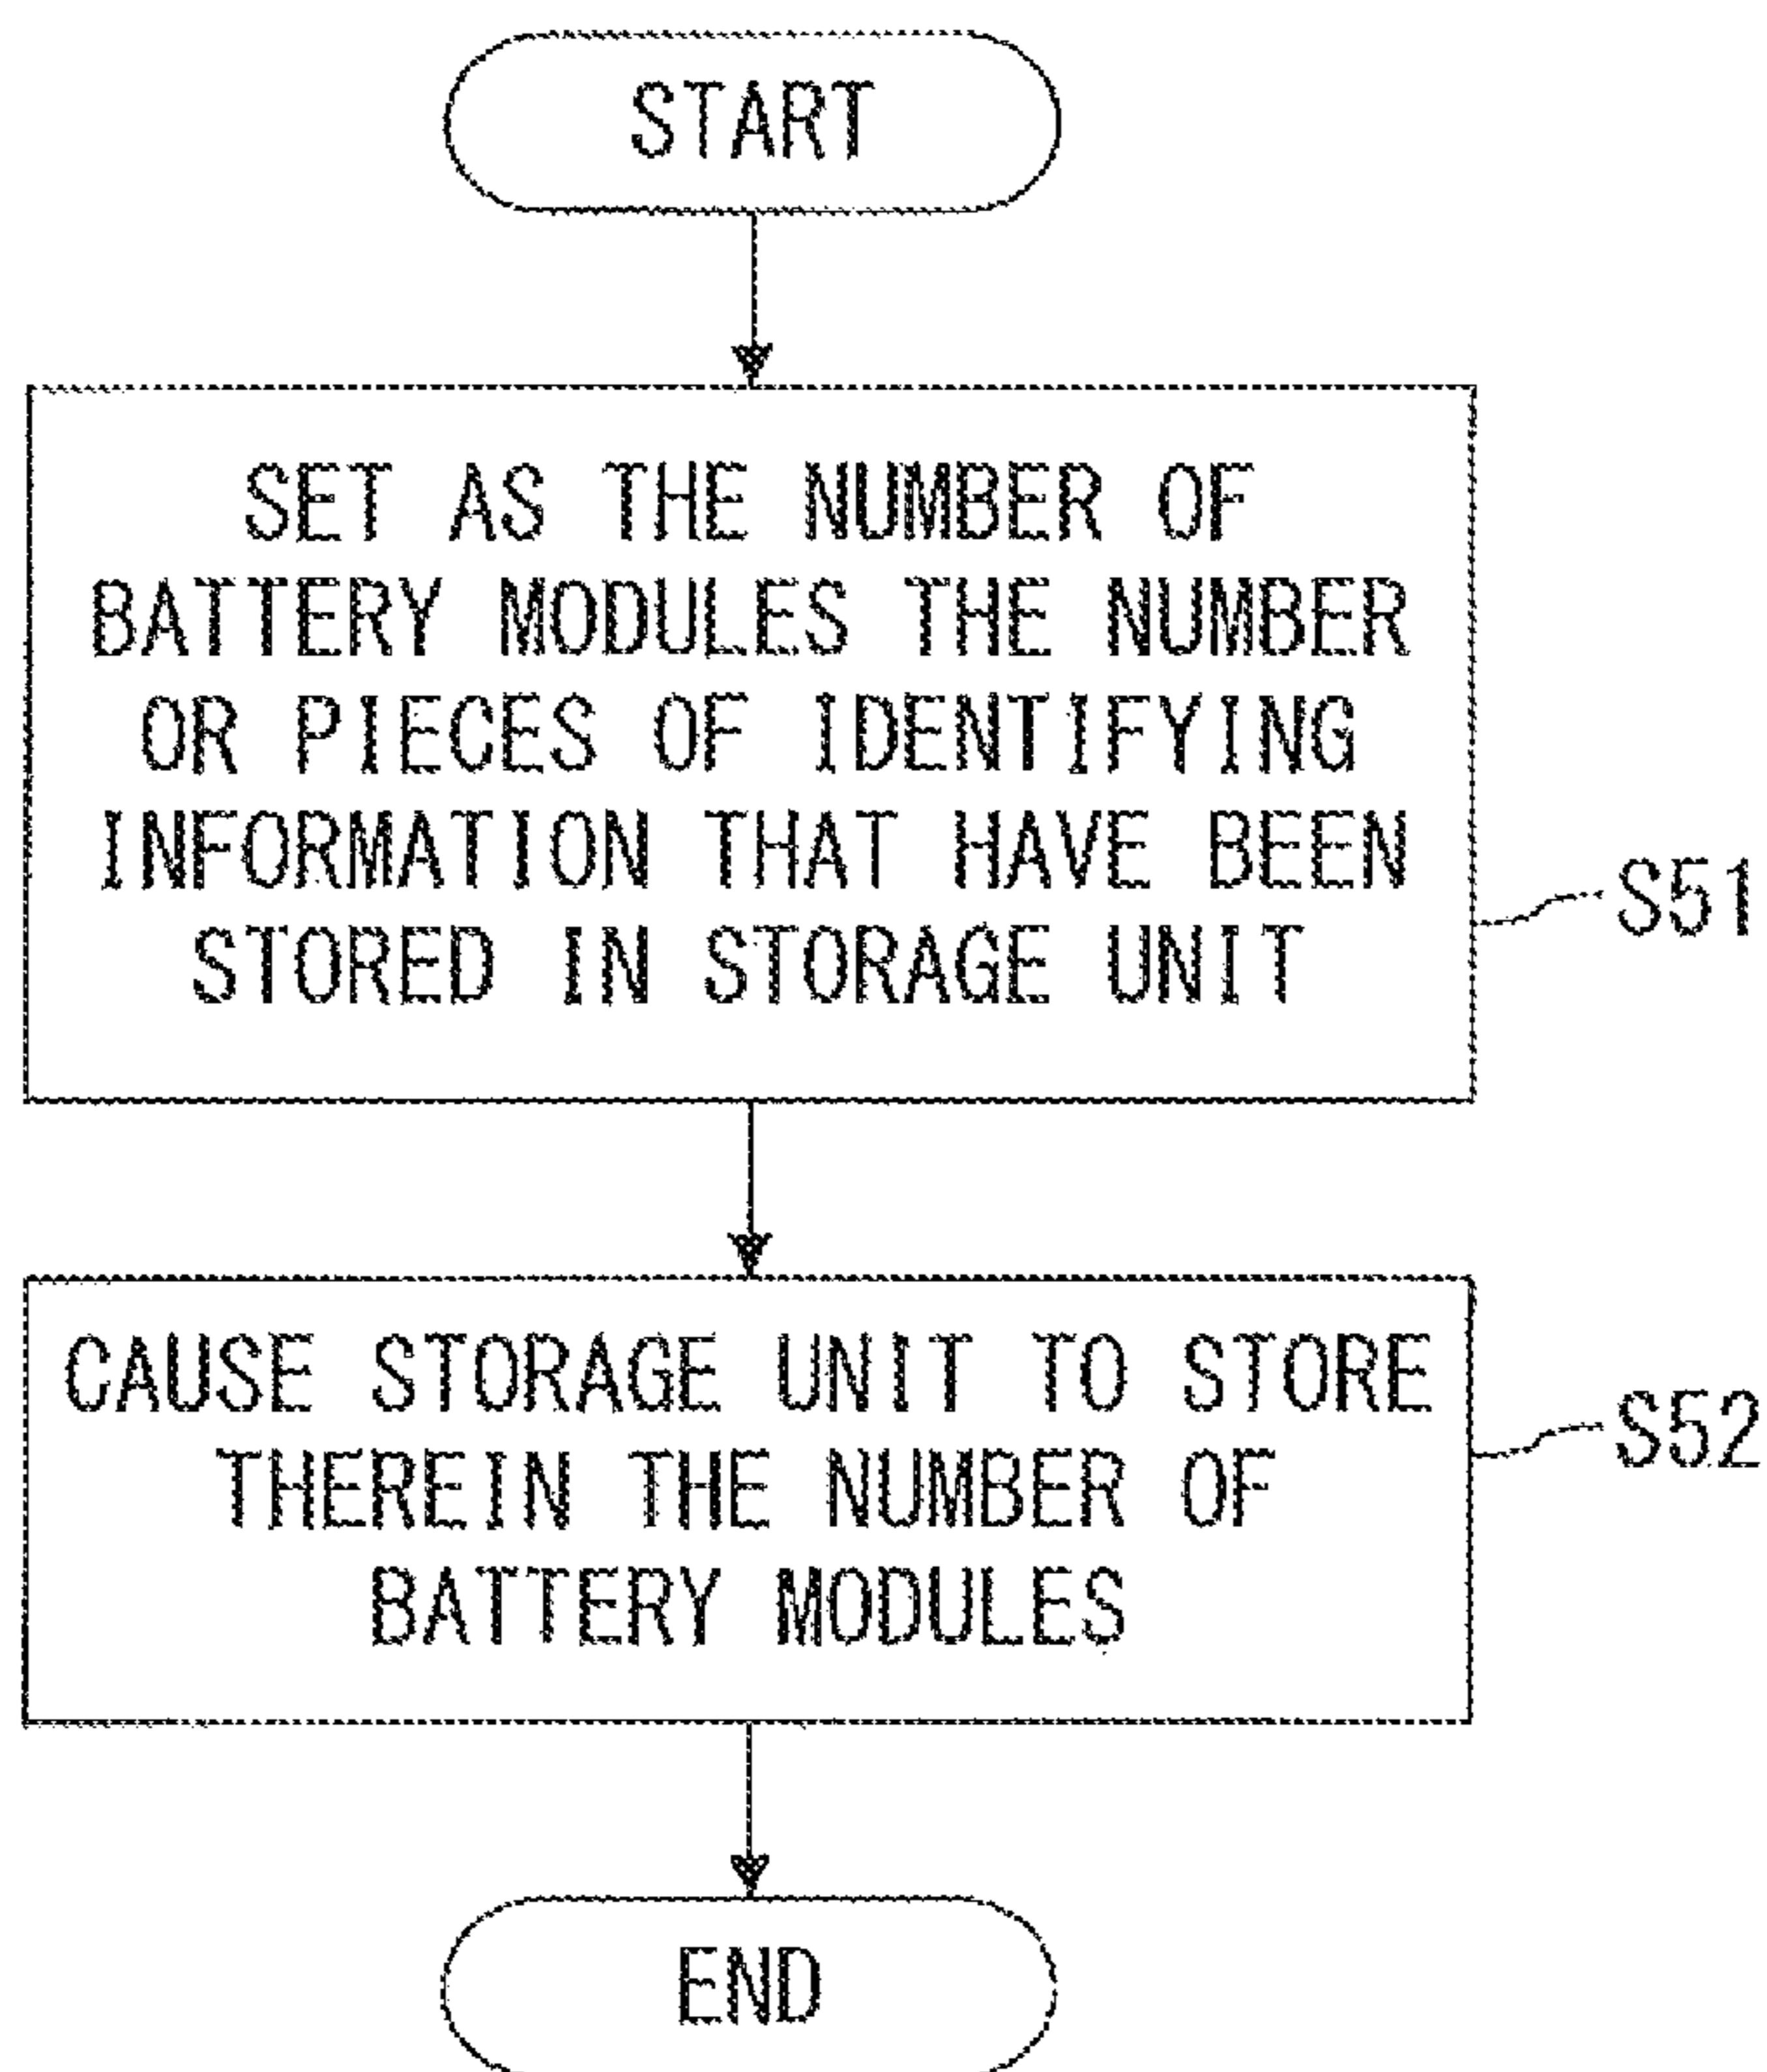 START
SET AS THE NUMBER OF
BATTERY MODULES THE NUMBER
OR PIECES OF IDENTIFYING
INFORMATION THAT HAVE BEEN
STORED IN STORAGE UNIT
S51
CAUSE STORAGE UNIT TO STORE
THEREIN THE NUMBER OF
BATTERY MODULES
S52
END